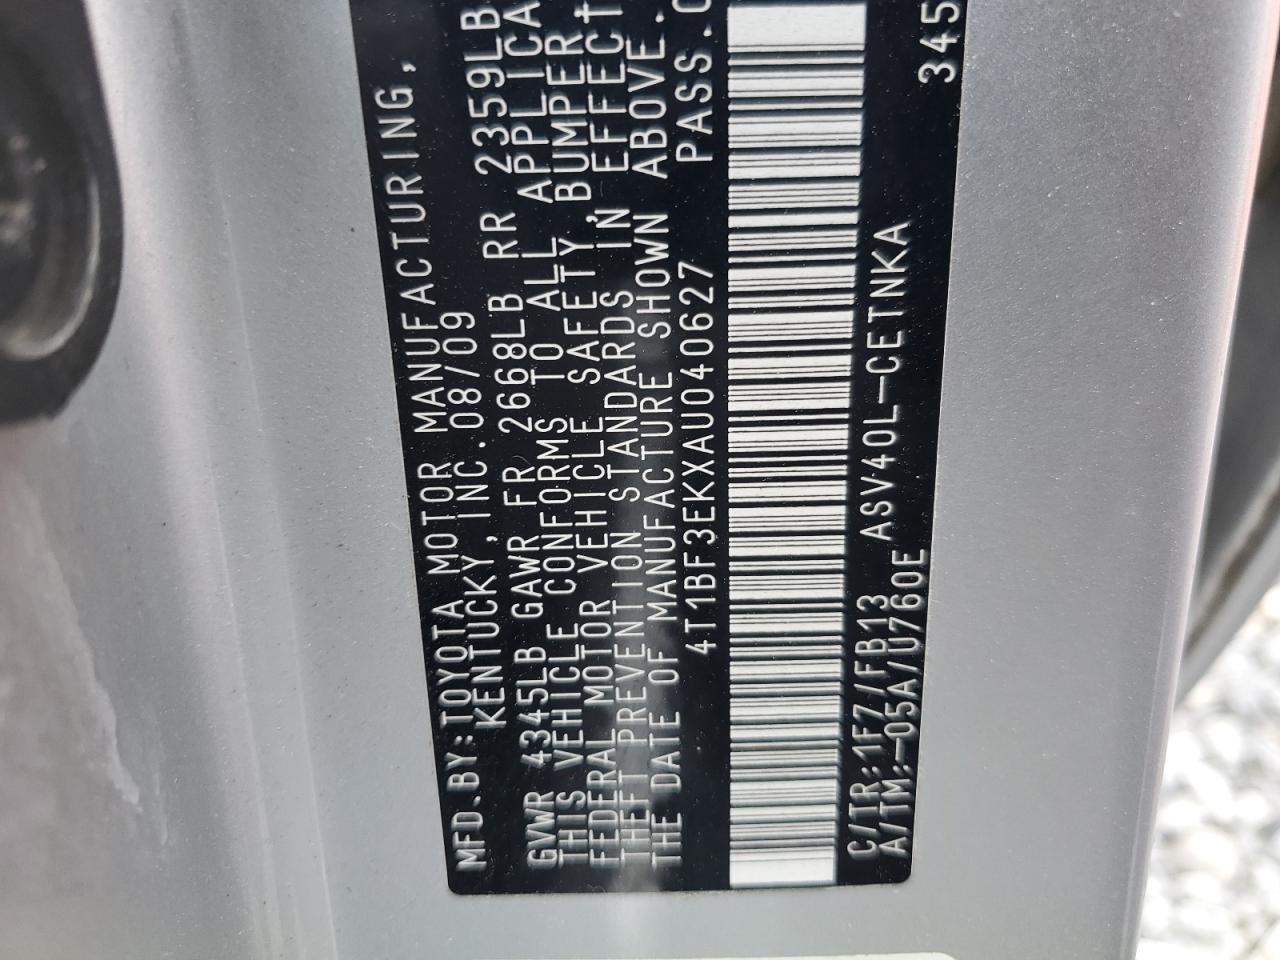 MFD.BY:TOYOTA MOTOR MANUFACTURING,
KENTUCKY,INC.08/09
GVWR 4345LB GAWR FR 2668LB RR 2359LB
THIS VEHICLE CONFORMS TO ALL APPLICA
FEDERAL MOTOR VEHICLE SAFETY,BUMPER,
THEFT PREVENTION STANDARDS IN EFFECT
THE DATE OF MANUFACTURE SHOWN ABOVE.
4T1BF3EKXAU040627 PASS.C
C/TR:1F7/FB13 ASV40L-CETNKA 345
A/TM:-05A/U760E